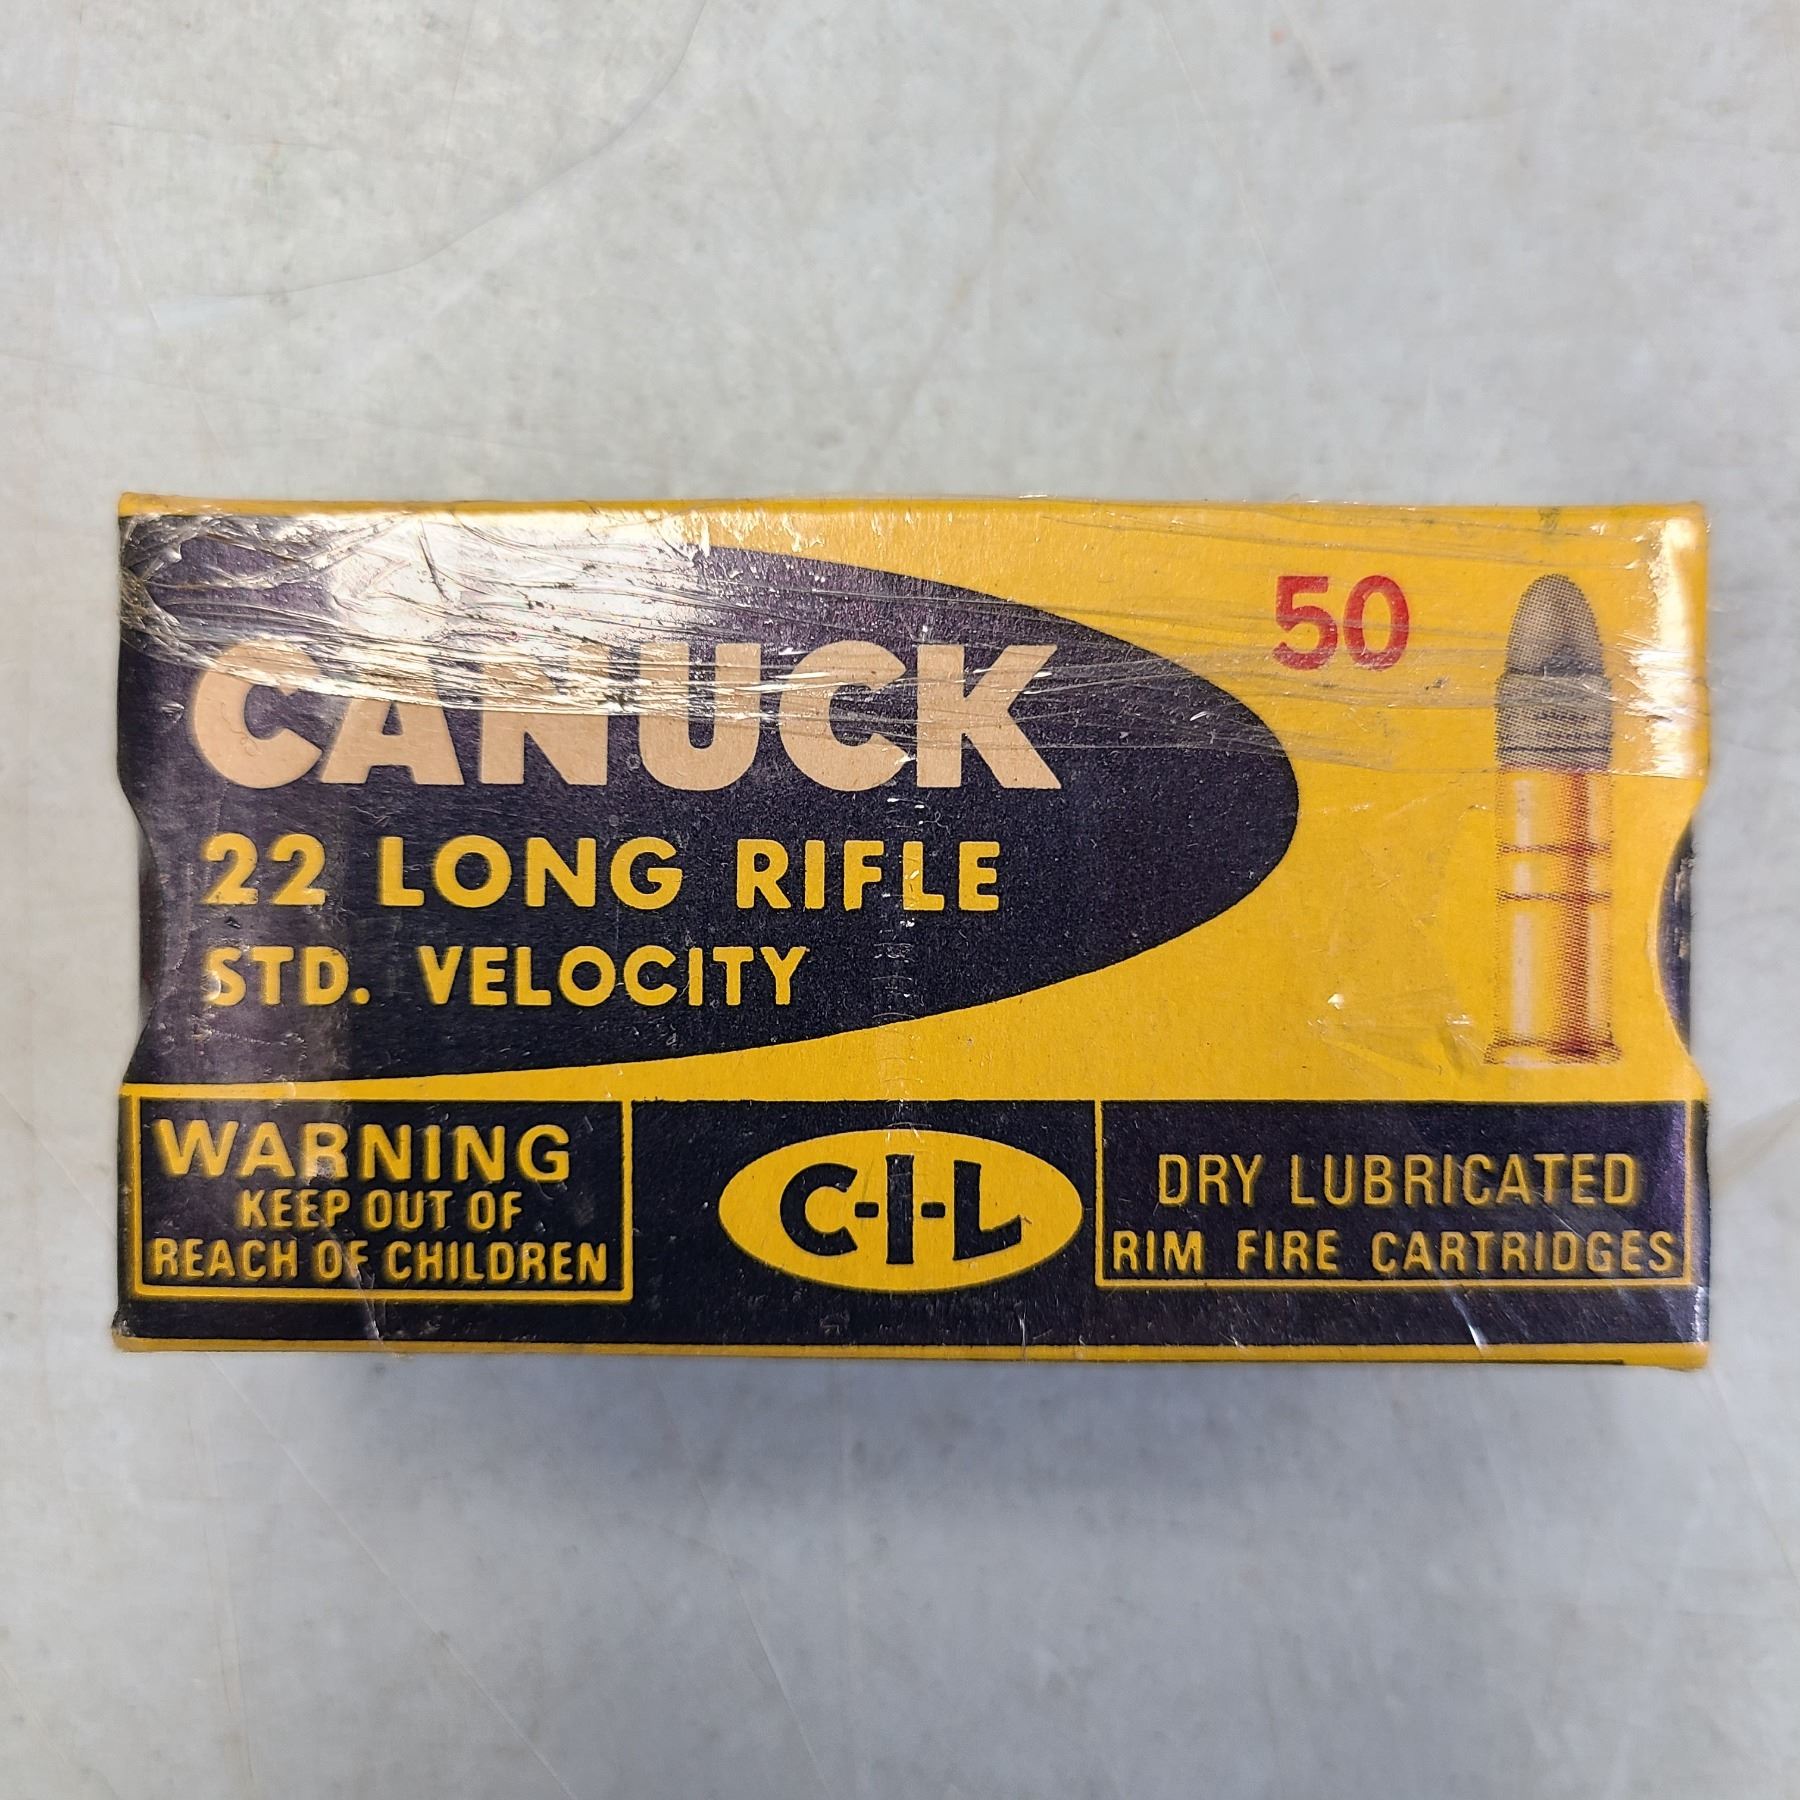 50
CANUCK
22 LONG RIFLE
STD. VELOCITY
WARNING
KEEP OUT OF
REACH OF CHILDREN
C-I-L
DRY LUBRICATED
RIM FIRE CARTRIDGES